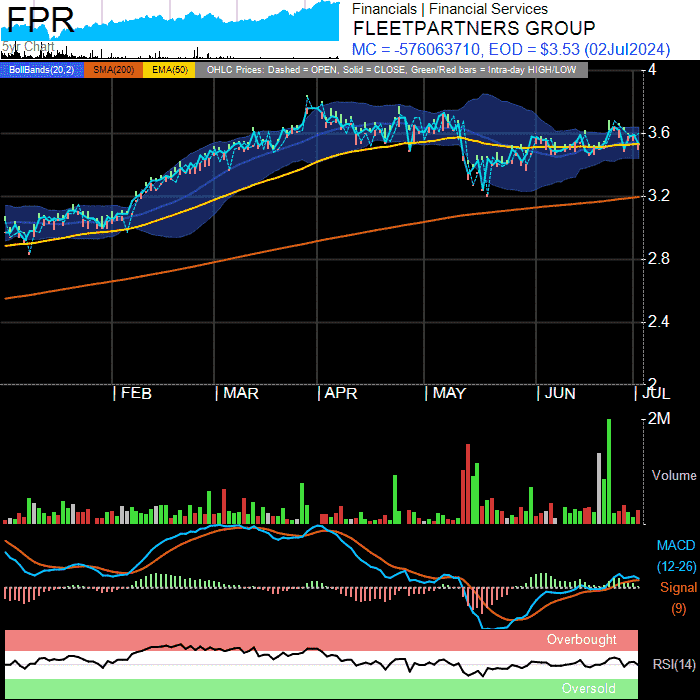 FPR
5yr Chart
Financials | Financial Services
FLEETPARTNERS GROUP
MC = -576063710, EOD = $3.53 (02Jul2024)
BollBands(20,2) SMA(200) EMA(50) OHLC Prices: Dashed = OPEN, Solid = CLOSE, Green/Red bars = Intra-day HIGH/LOW
4
3.6
3.2
2.8
2.4
2
FEB MAR APR MAY JUN JUL
2M
Volume
MACD
(12-26)
Signal
(9)
Overbought
RSI(14)
Oversold